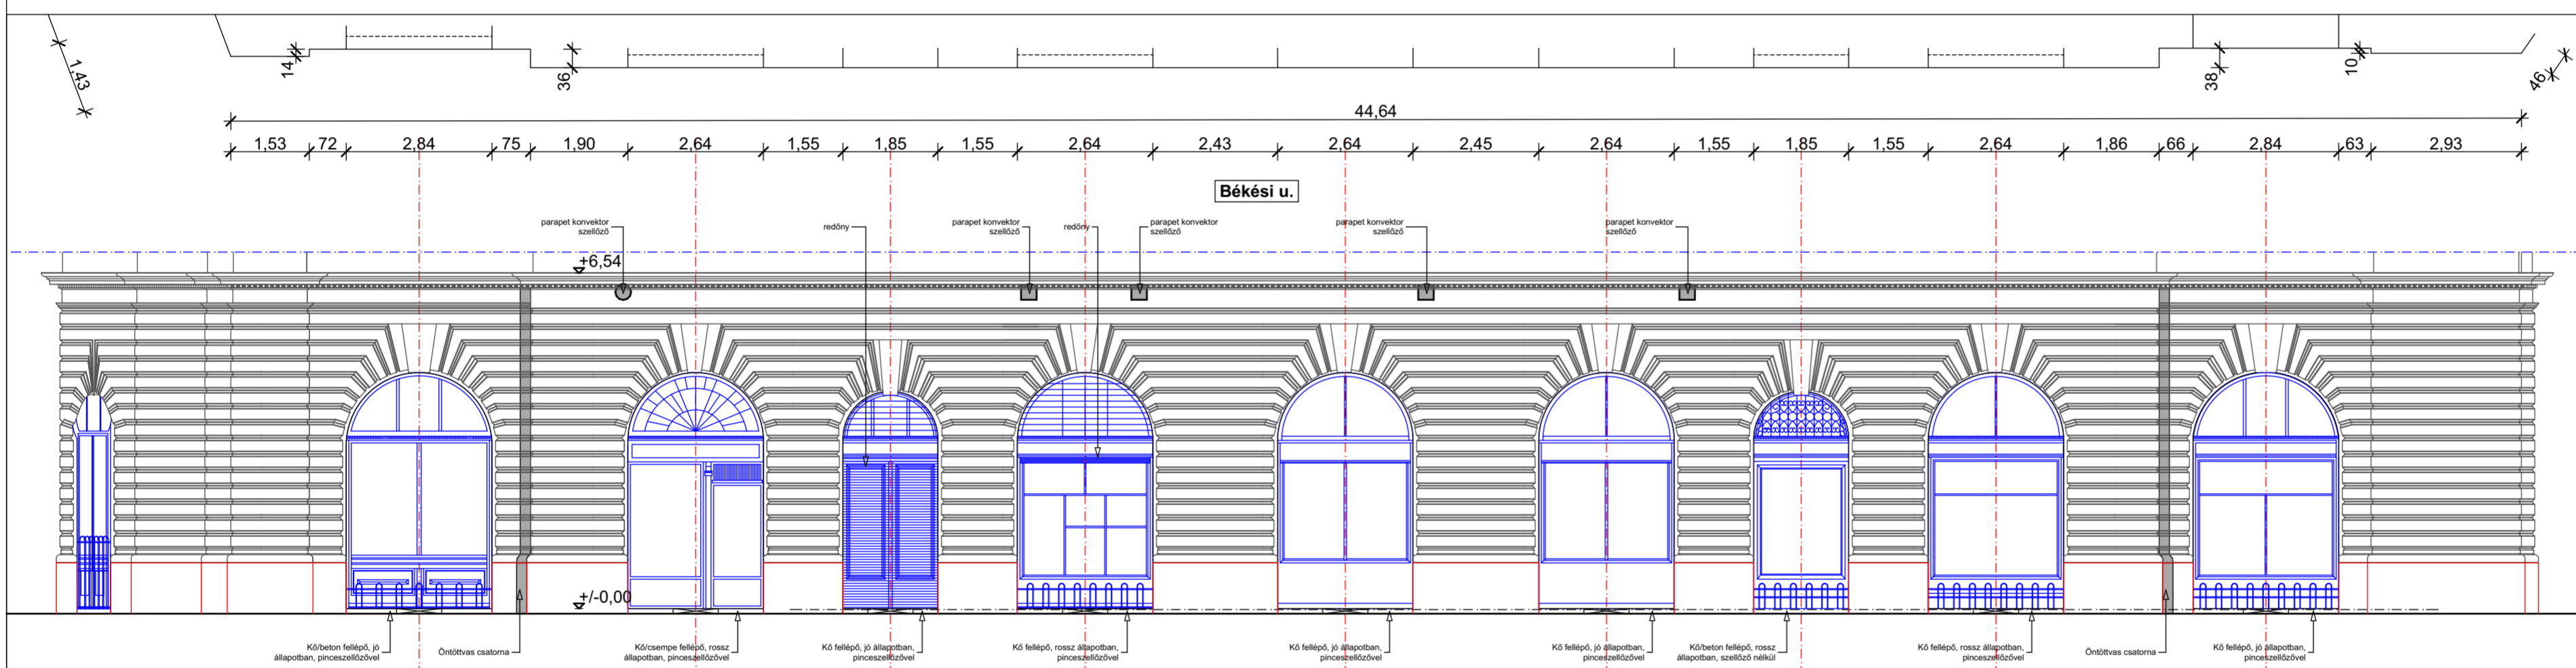 1,43
14
36
38
10
46
44,64
1,53 72 2,84 75 1,90 2,64 1,55 1,85 1,55 2,64 2,43 2,64 2,45 2,64 1,55 1,85 1,55 2,64 1,86 66 2,84 63 2,93
Békési u.
parapet konvektor
szellőző
redőny
parapet konvektor
szellőző
redőny
parapet konvektor
szellőző
parapet konvektor
szellőző
parapet konvektor
szellőző
+6,54
+/-0,00
Kő/beton fellépő, jó
állapotban, pinceszellőzővel
Öntöttvas csatorna
Kő/csempe fellépő, rossz
állapotban, pinceszellőzővel
Kő fellépő, jó állapotban,
pinceszellőzővel
Kő fellépő, rossz állapotban,
pinceszellőzővel
Kő fellépő, jó állapotban,
pinceszellőzővel
Kő fellépő, jó állapotban,
pinceszellőzővel
Kő/beton fellépő, rossz
állapotban, szellőző nélkül
Kő fellépő, rossz állapotban,
pinceszellőzővel
Öntöttvas csatorna
Kő fellépő, jó állapotban,
pinceszellőzővel